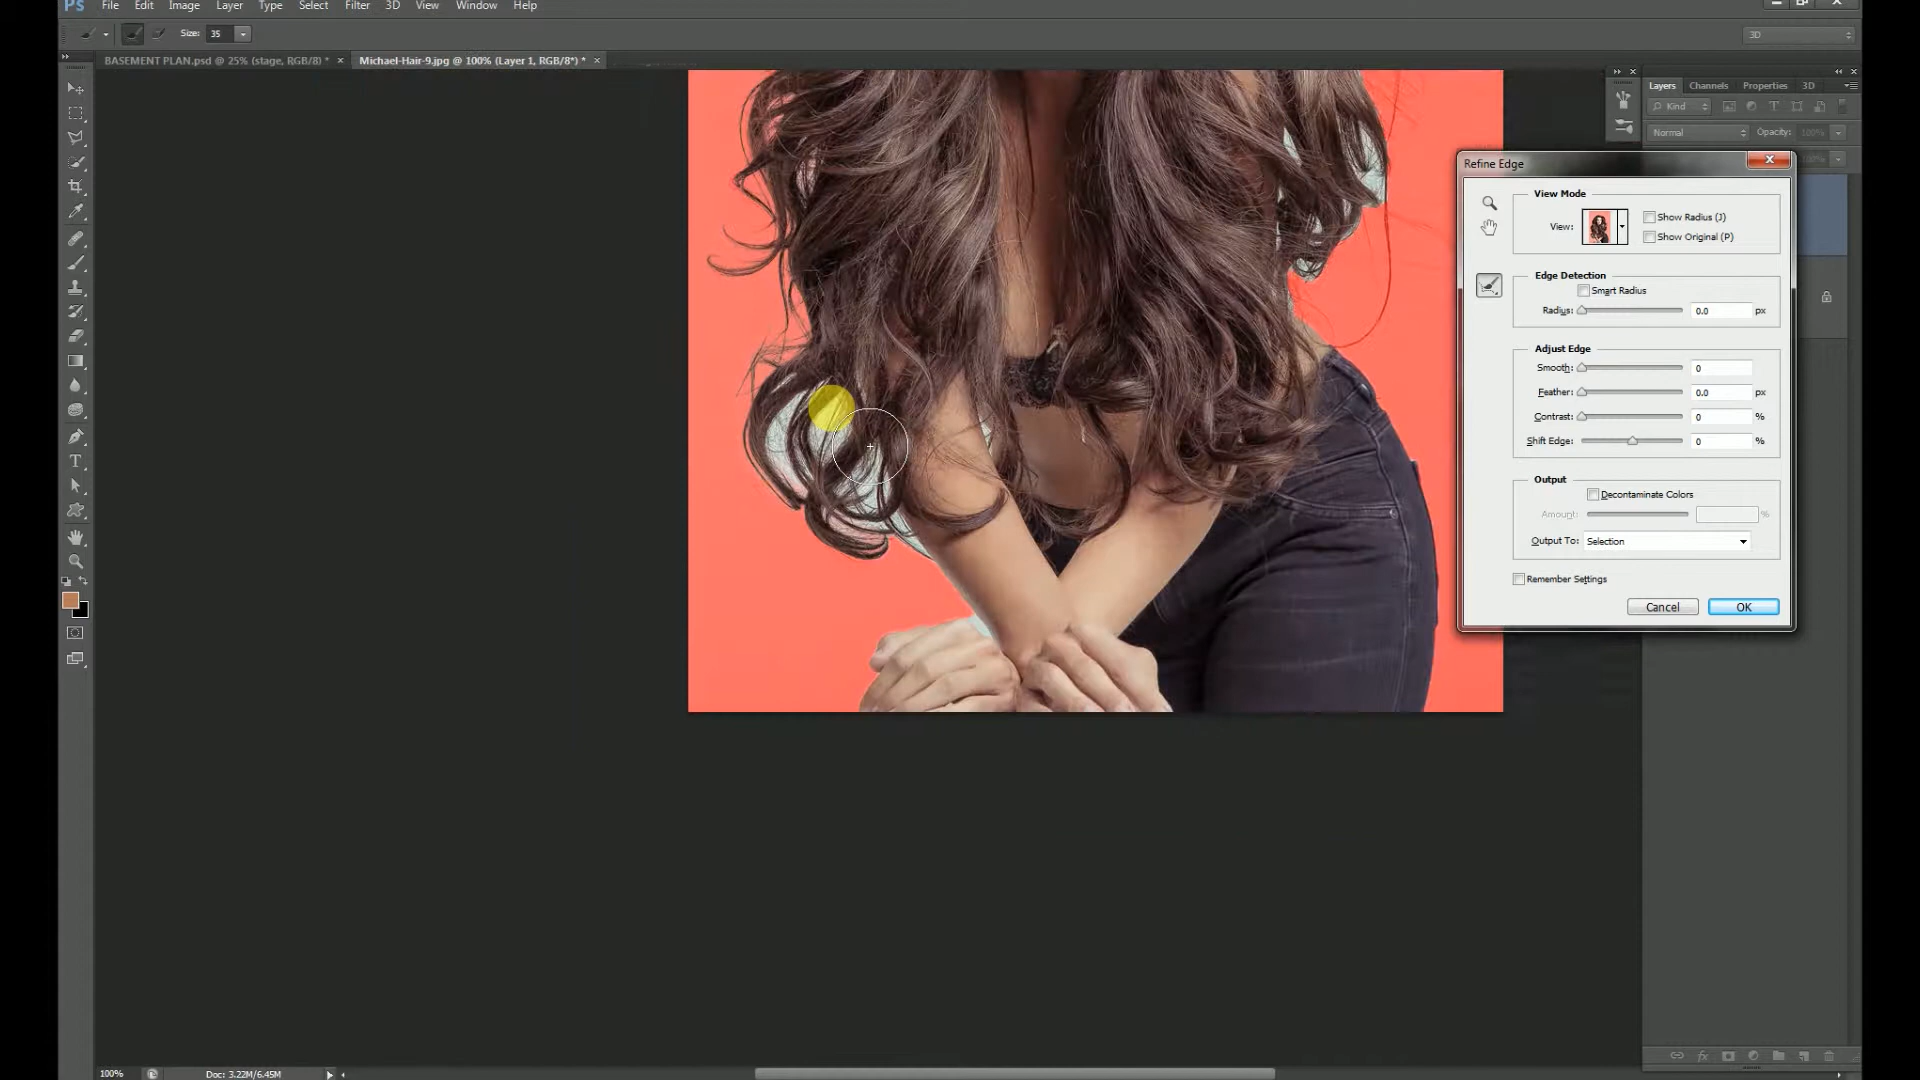 Ps File Edit Image Layer Type Select Filter 3D View Window Help
Size: 35
3D
BASEMENT PLAN.psd @ 25% (stage, RGB/8) * ×
Michael-Hair-9.jpg @ 100% (Layer 1, RGB/8*) * ×
Layers Channels Properties 3D
Kind
Normal Opacity: 100%
Refine Edge
View Mode
View:
Show Radius (J)
Show Original (P)
Edge Detection
Smart Radius
Radius: 0.0 px
Adjust Edge
Smooth: 0
Feather: 0.0 px
Contrast: 0 %
Shift Edge: 0 %
Output
Decontaminate Colors
Amount: %
Output To: Selection
Remember Settings
Cancel OK
100% Doc: 3.22M/6.45M